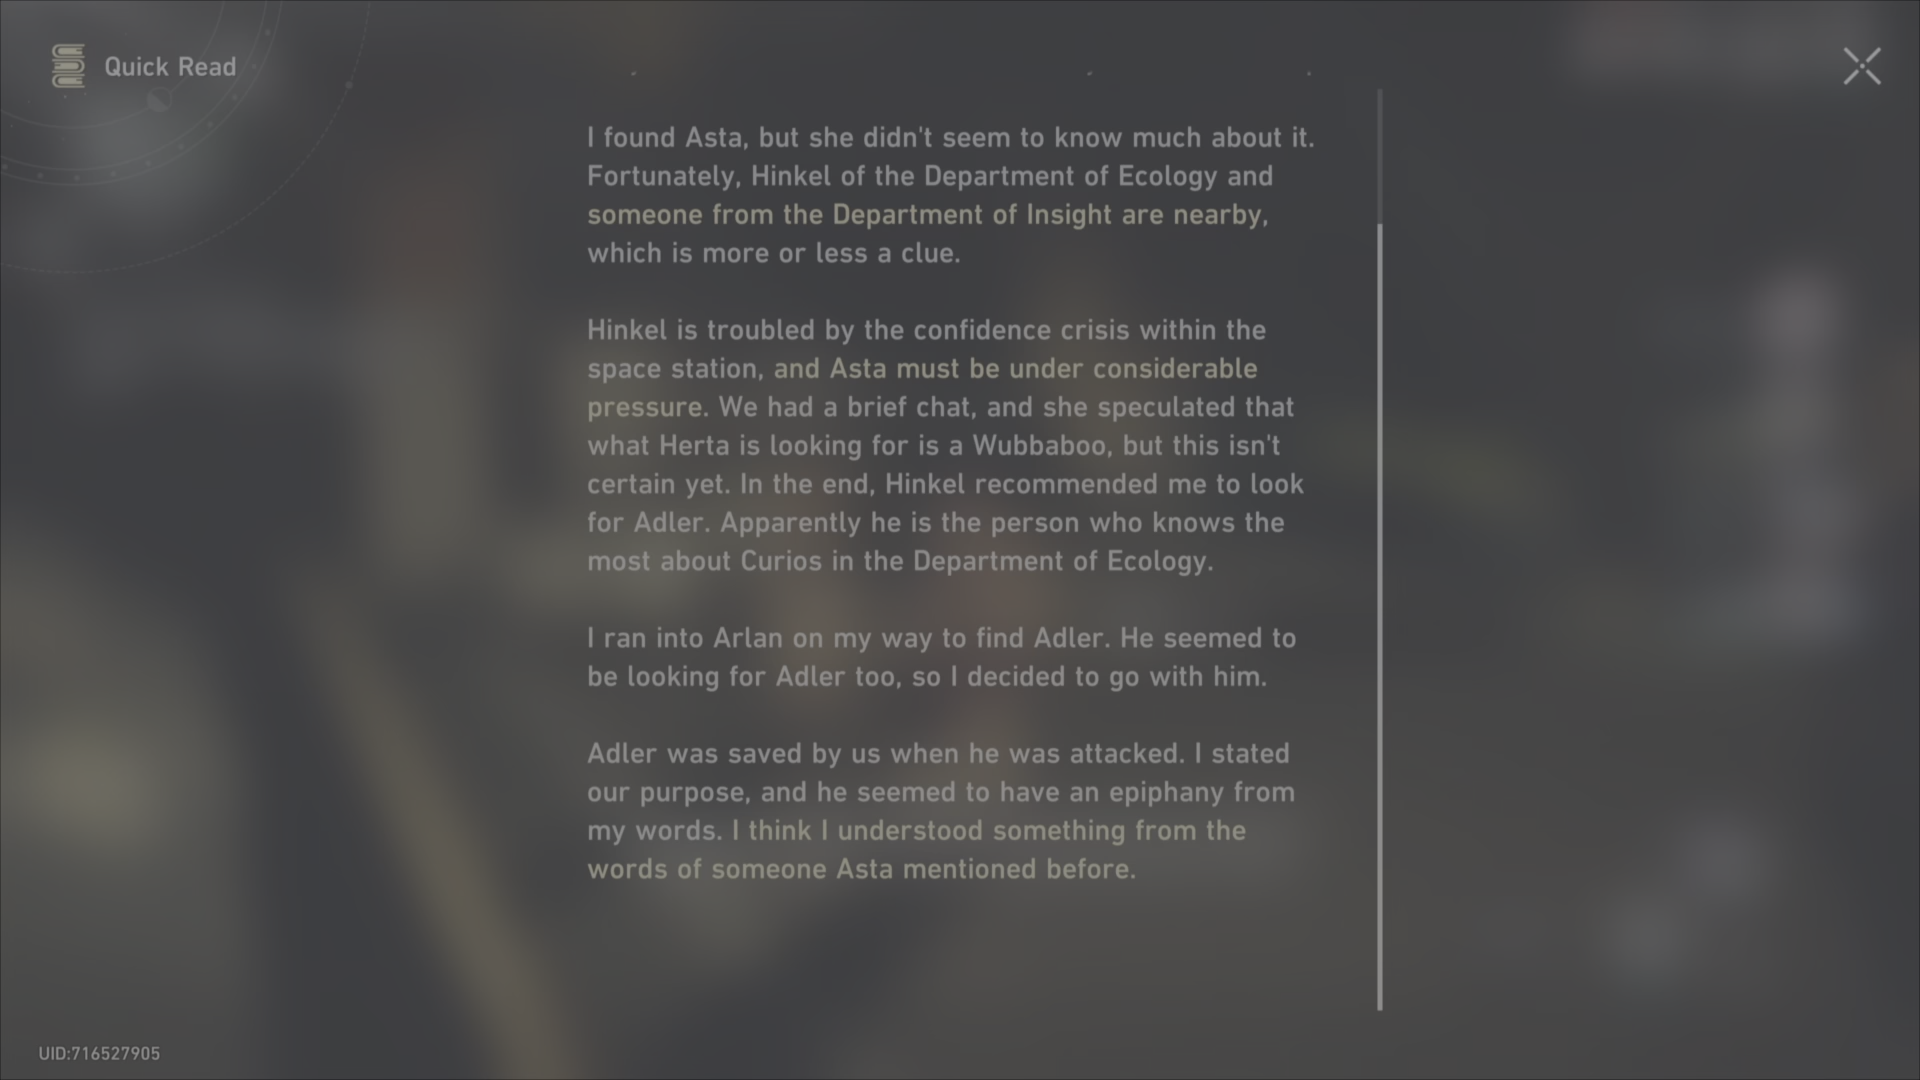 Quick Read
I found Asta, but she didn't seem to know much about it.
Fortunately, Hinkel of the Department of Ecology and
someone from the Department of Insight are nearby,
which is more or less a clue.
Hinkel is troubled by the confidence crisis within the
space station, and Asta must be under considerable
pressure. We had a brief chat, and she speculated that
what Herta is looking for is a Wubbaboo, but this isn't
certain yet. In the end, Hinkel recommended me to look
for Adler. Apparently he is the person who knows the
most about Curios in the Department of Ecology.
I ran into Arlan on my way to find Adler. He seemed to
be looking for Adler too, so I decided to go with him.
Adler was saved by us when he was attacked. I stated
our purpose, and he seemed to have an epiphany from
my words. I think I understood something from the
words of someone Asta mentioned before.
UID:716527905